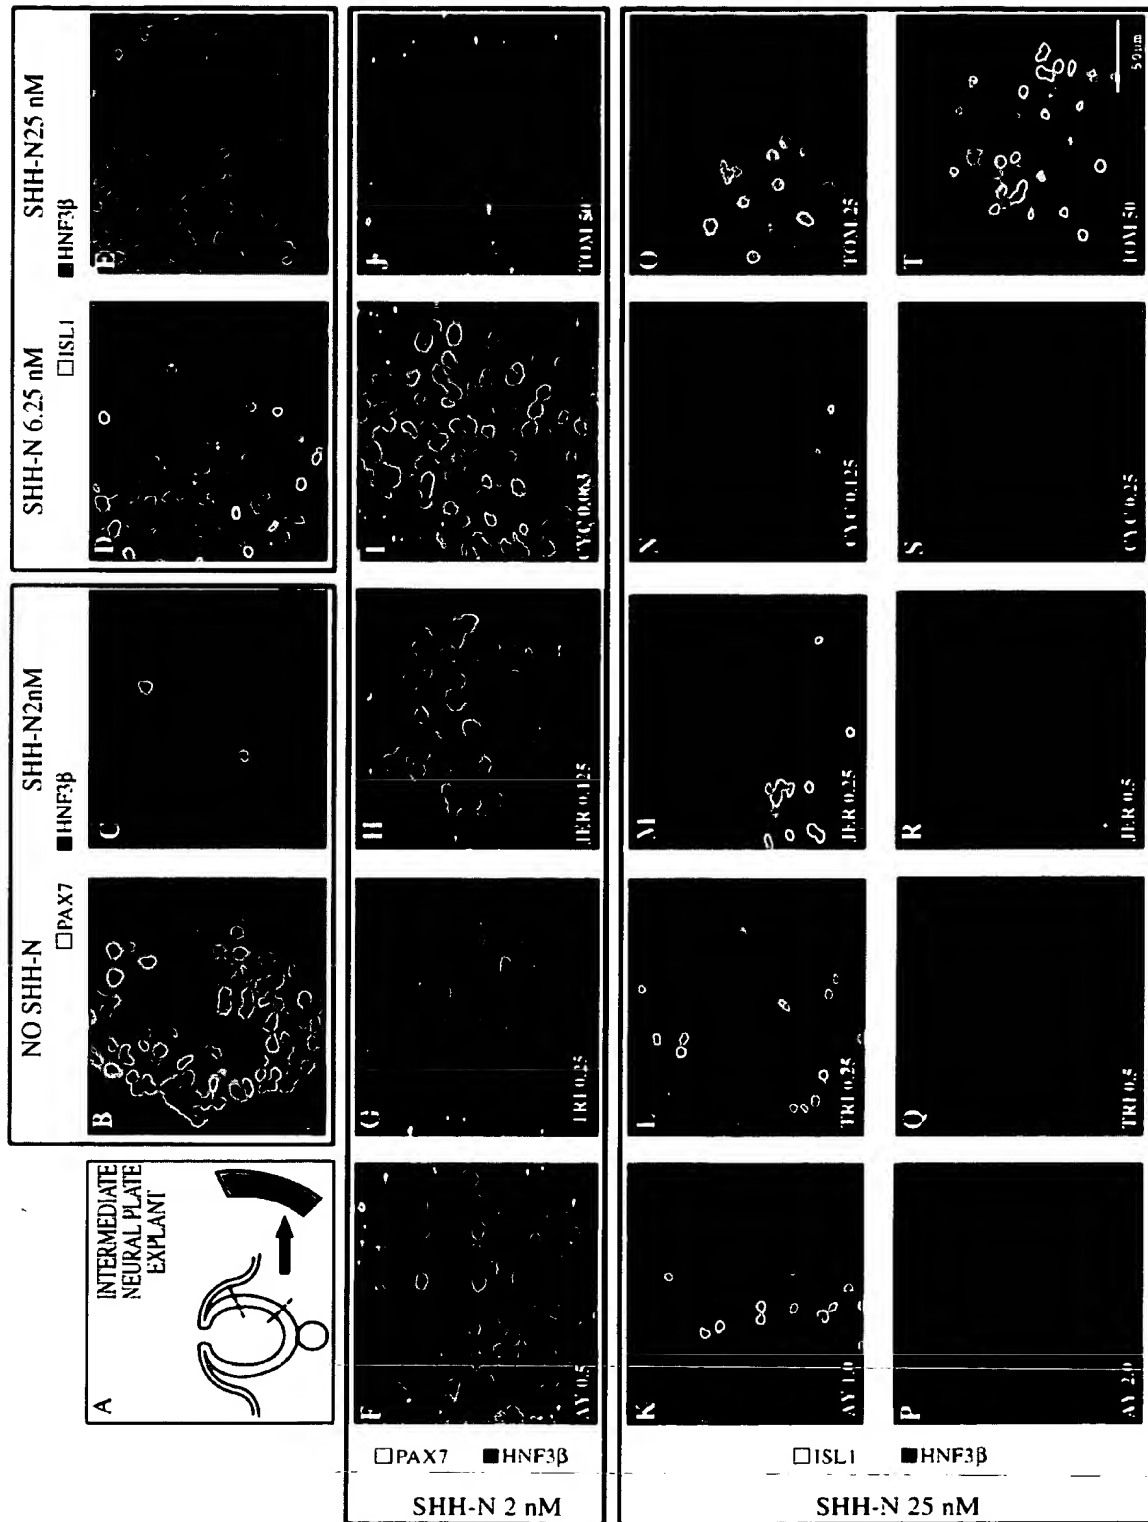 A
INTERMEDIATE
NEURAL PLATE
EXPLANT
NO SHH-N
SHH-N2nM
□PAX7
■HNF3β
B
C
SHH-N 6.25 nM
SHH-N25 nM
□ISL1
■HNF3β
D
E
SHH-N 2 nM
□PAX7
■HNF3β
F
AY 0.5
G
TRI 0.25
H
JER 0.125
I
CYC 0.063
J
TOM 50
SHH-N 25 nM
□ISL1
■HNF3β
K
AY 1.0
L
TRI 0.25
M
JER 0.25
N
CYC 0.125
O
TOM 25
P
AY 2.0
Q
TRI 0.5
R
JER 0.5
S
CYC 0.25
T
TOM 50
50μm